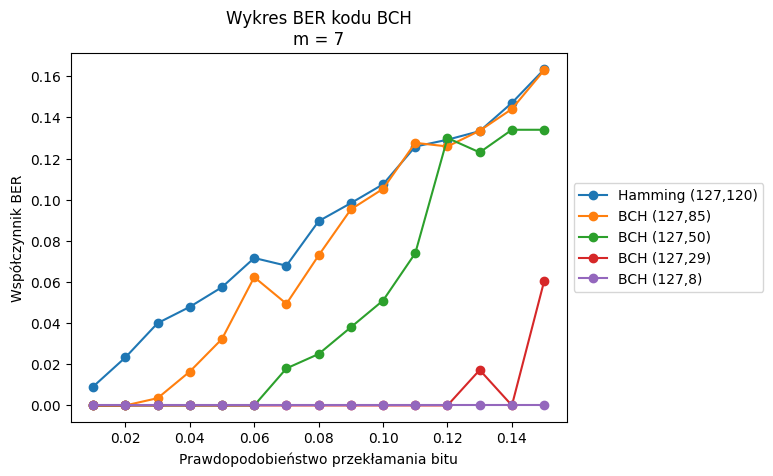 Wykres BER kodu BCH
m = 7
Współczynnik BER
0.16
0.14
0.12
0.10
0.08
0.06
0.04
0.02
0.00
0.02 0.04 0.06 0.08 0.10 0.12 0.14
Prawdopodobieństwo przekłamania bitu
Hamming (127,120)
BCH (127,85)
BCH (127,50)
BCH (127,29)
BCH (127,8)